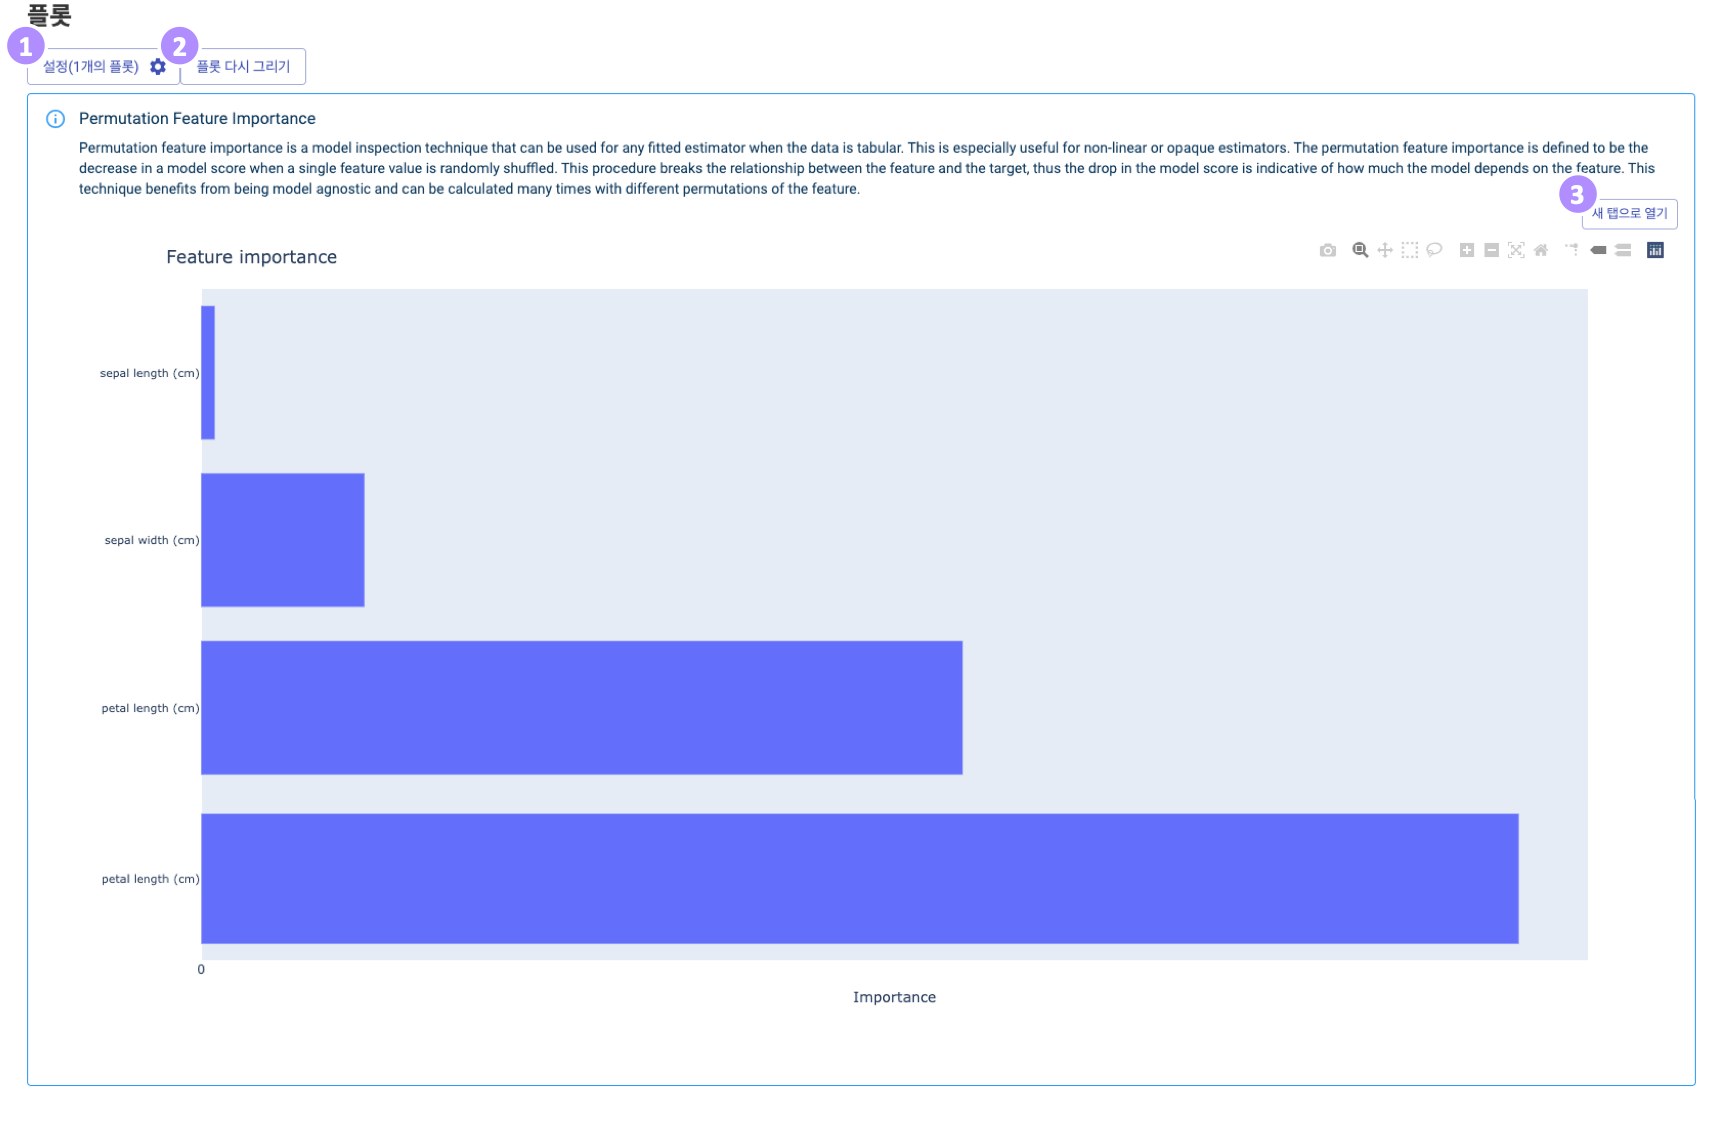 플롯
1
설정(1개의 플롯)
2
플롯 다시 그리기
Permutation Feature Importance
Permutation feature importance is a model inspection technique that can be used for any fitted estimator when the data is tabular. This is especially useful for non-linear or opaque estimators. The permutation feature importance is defined to be the
decrease in a model score when a single feature value is randomly shuffled. This procedure breaks the relationship between the feature and the target, thus the drop in the model score is indicative of how much the model depends on the feature. This
technique benefits from being model agnostic and can be calculated many times with different permutations of the feature.
3
새 탭으로 열기
Feature importance
sepal length (cm)
sepal width (cm)
petal length (cm)
petal length (cm)
0
Importance